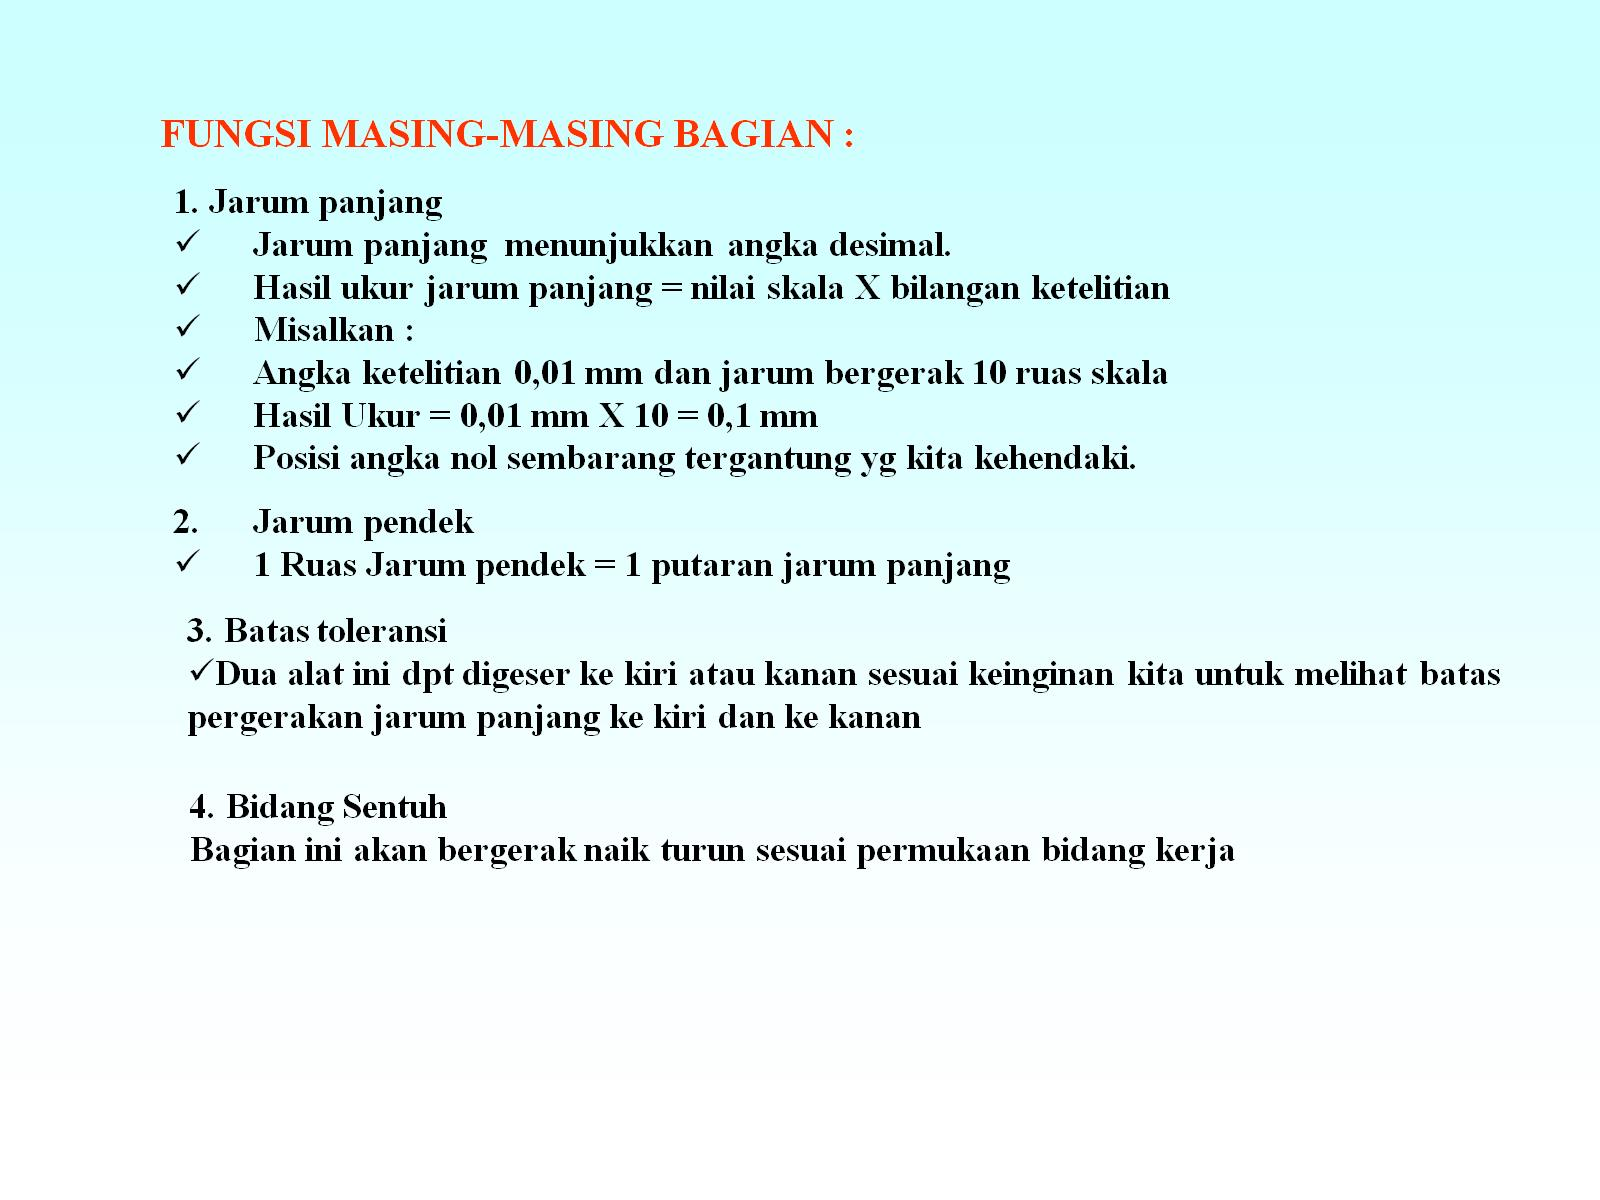 FUNGSI MASING-MASING BAGIAN :
1. Jarum panjang
✓ Jarum panjang menunjukkan angka desimal.
✓ Hasil ukur jarum panjang = nilai skala X bilangan ketelitian
✓ Misalkan :
✓ Angka ketelitian 0,01 mm dan jarum bergerak 10 ruas skala
✓ Hasil Ukur = 0,01 mm X 10 = 0,1 mm
✓ Posisi angka nol sembarang tergantung yg kita kehendaki.
2. Jarum pendek
✓ 1 Ruas Jarum pendek = 1 putaran jarum panjang
3. Batas toleransi
✓Dua alat ini dpt digeser ke kiri atau kanan sesuai keinginan kita untuk melihat batas
pergerakan jarum panjang ke kiri dan ke kanan
4. Bidang Sentuh
Bagian ini akan bergerak naik turun sesuai permukaan bidang kerja